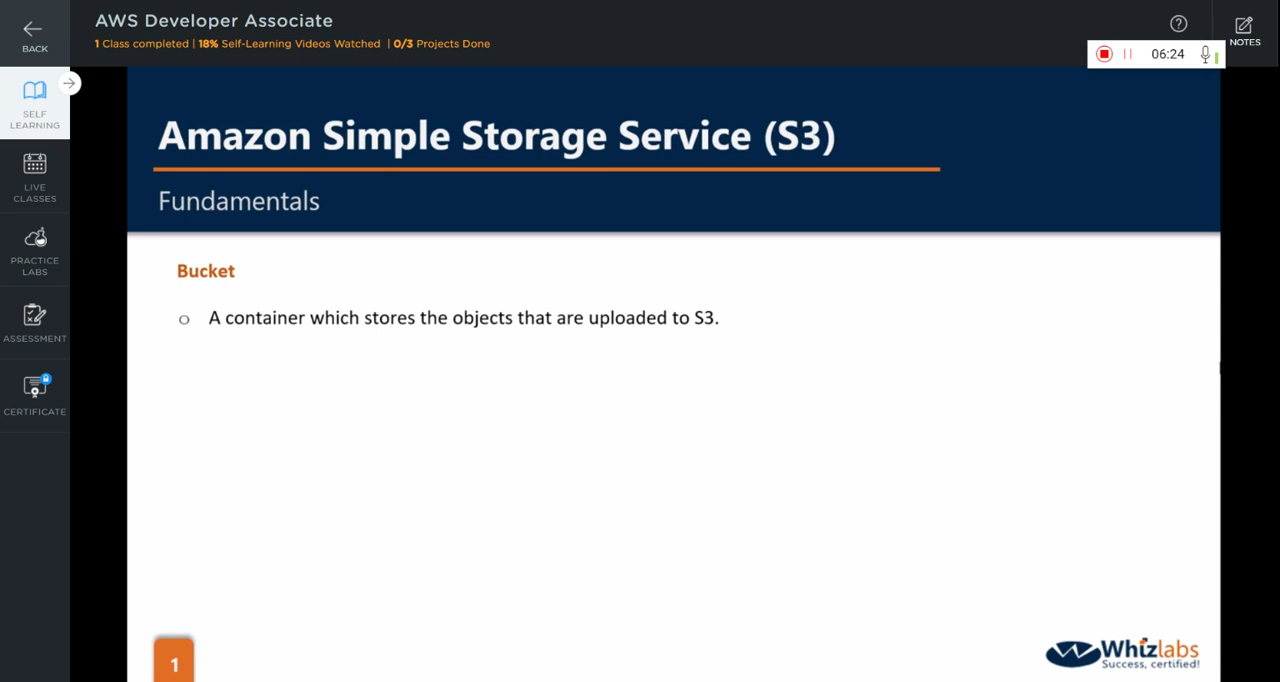 AWS Developer Associate
1 Class completed | 18% Self-Learning Videos Watched | 0/3 Projects Done
BACK
NOTES
06:24
SELF
LEARNING
LIVE
CLASSES
PRACTICE
LABS
ASSESSMENT
CERTIFICATE
Amazon Simple Storage Service (S3)
Fundamentals
Bucket
o A container which stores the objects that are uploaded to S3.
1
Whizlabs
Success, certified!